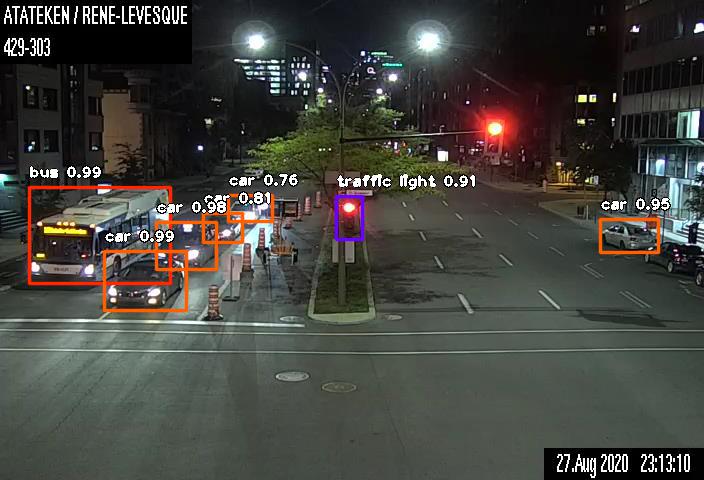 ATATEKEN / RENE-LEVESQUE
429-303
car 0.76
traffic light 0.91
bus 0.99
car 0.81
car 0.98
car 0.95
car 0.99
27.Aug 2020 23:13:10